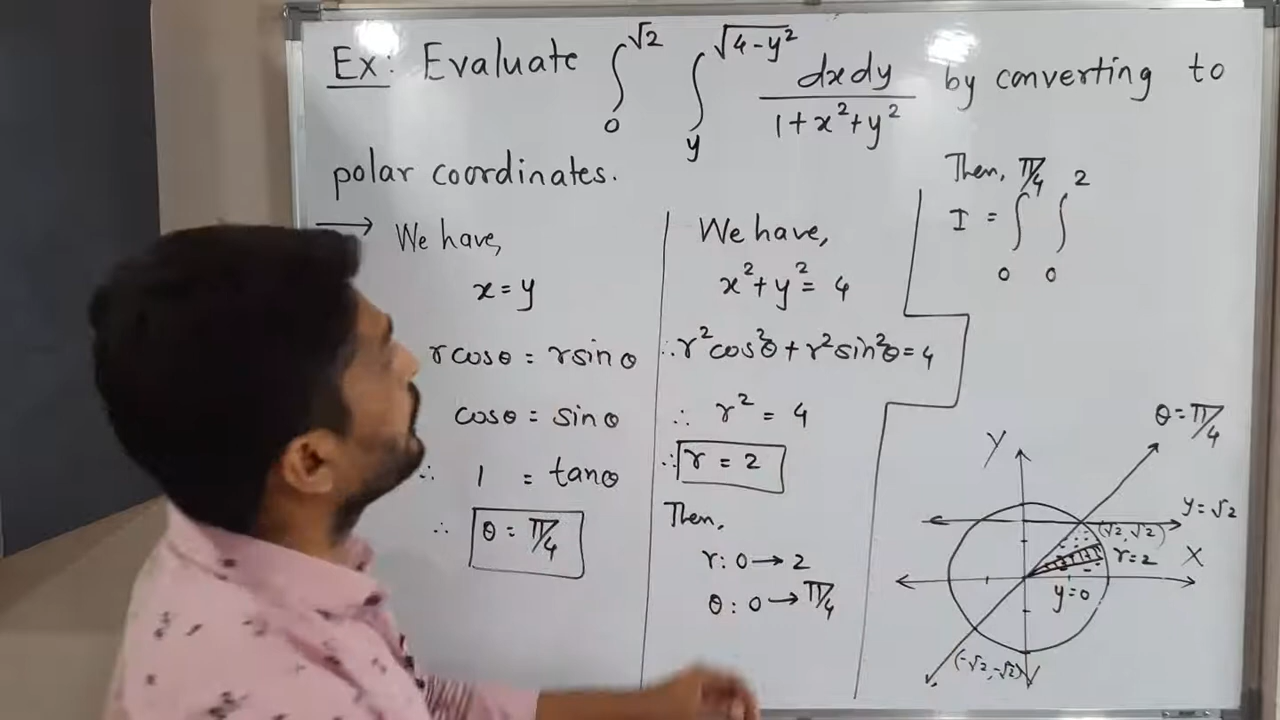 Ex: Evaluate ∫₀^√2 ∫_y^√(4-y²) dxdy/(1+x²+y²) by converting to
polar coordinates.
→ We have,
x = y
r cosθ = r sinθ
cosθ = sinθ
∴ 1 = tanθ
∴ θ = π/4
We have,
x² + y² = 4
∴ r²cos²θ + r²sin²θ = 4
∴ r² = 4
∴ r = 2
Then,
r : 0 → 2
θ : 0 → π/4
Then,
I = ∫₀^π/4 ∫₀^2
θ = π/4
Y
y = √2
(√2, √2)
r = 2
X
y = 0
(-√2, -√2)